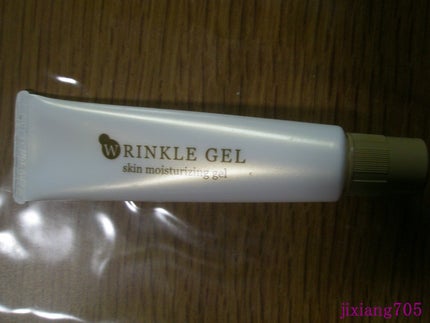 WRINKLE GEL
skin moisturizing gel
jixiang705